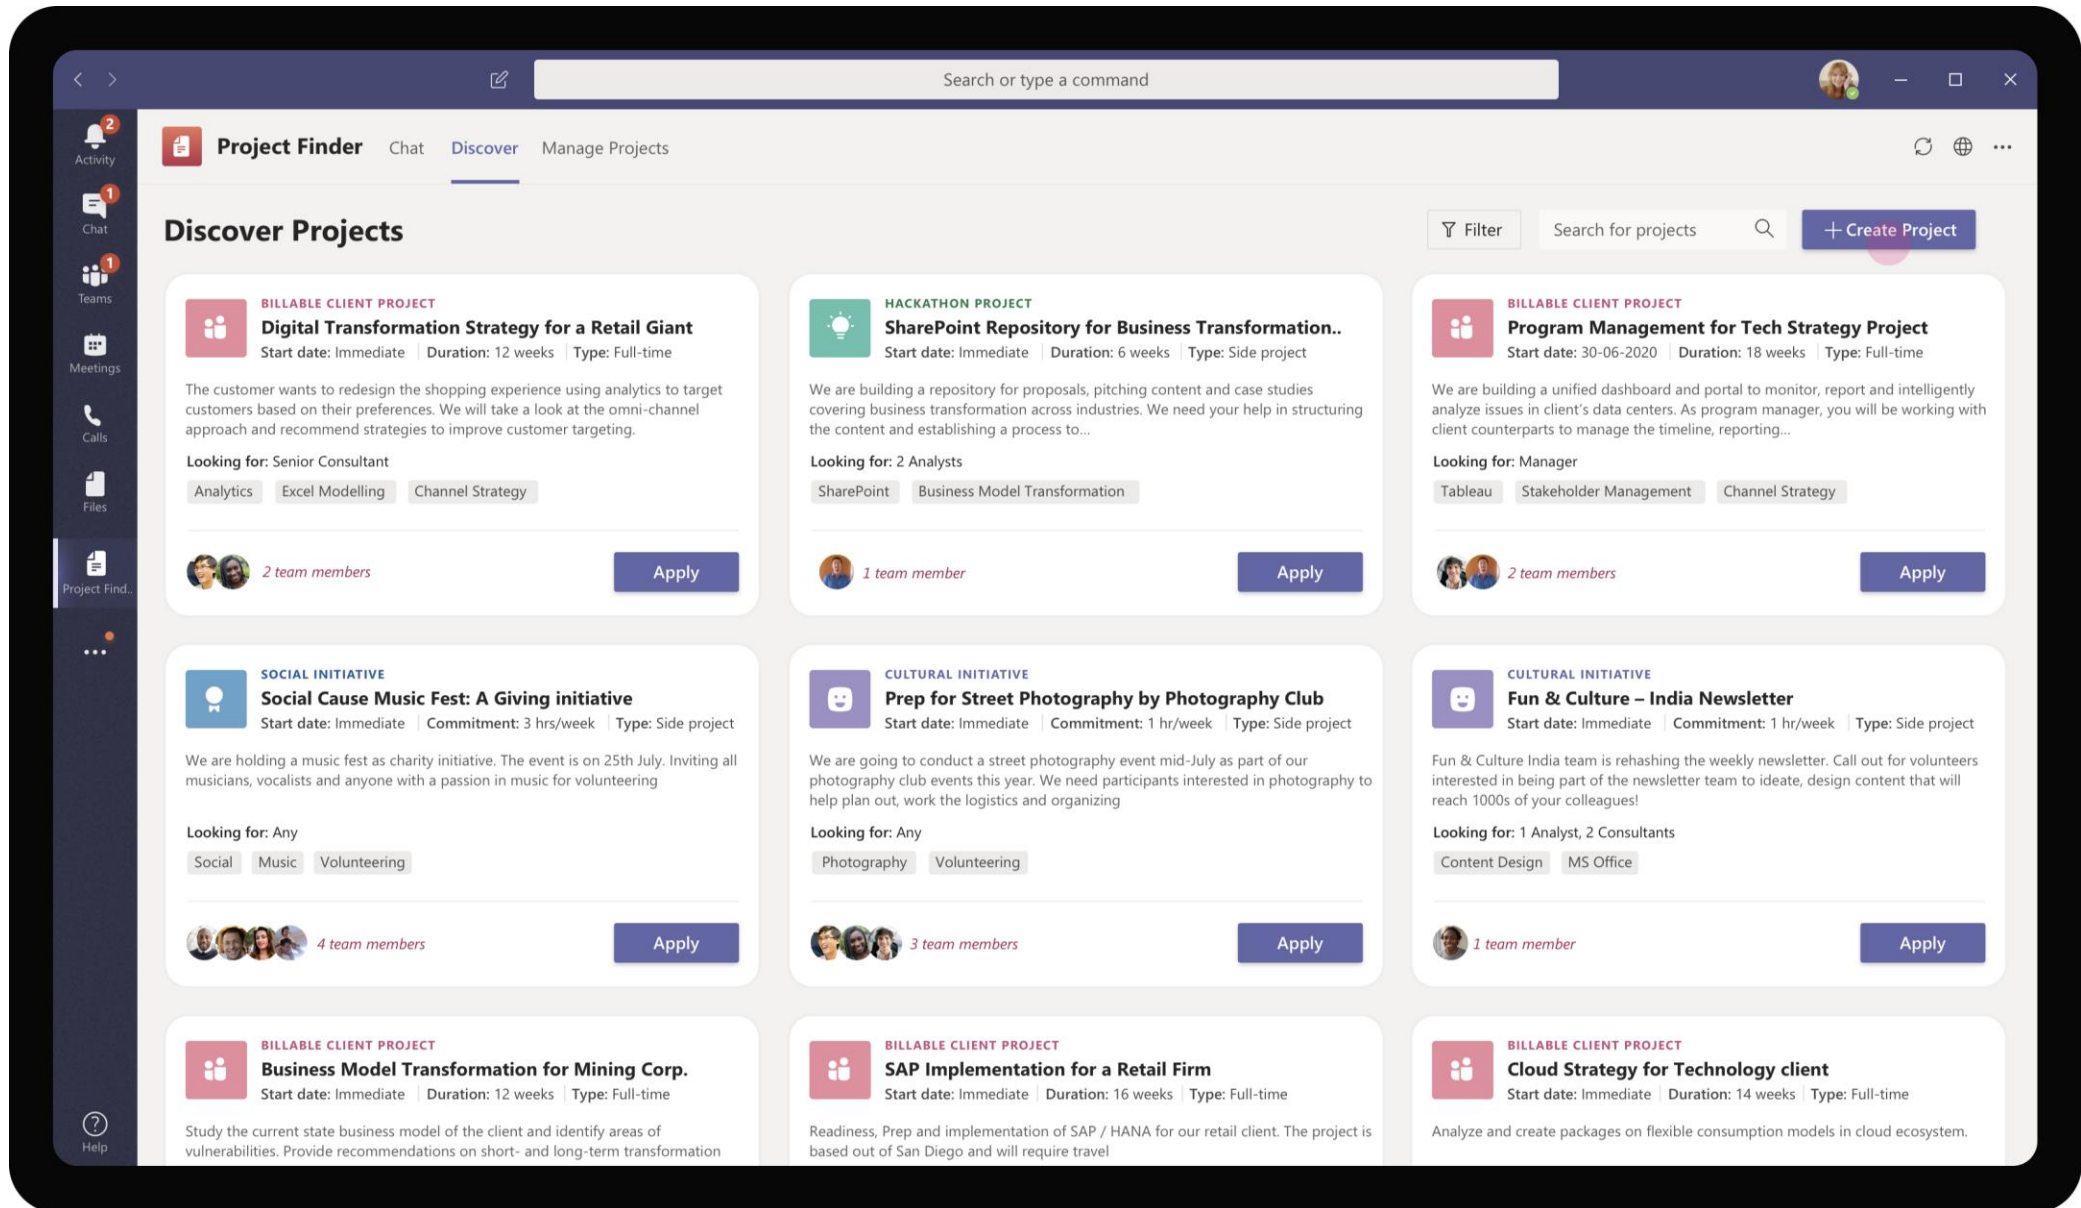 Search or type a command
2
Activity
1
Chat
1
Teams
Meetings
Calls
Files
Project Find..
Help
Project Finder Chat Discover Manage Projects
Discover Projects
Filter
Search for projects
Create Project
BILLABLE CLIENT PROJECT
Digital Transformation Strategy for a Retail Giant
Start date: Immediate Duration: 12 weeks Type: Full-time
The customer wants to redesign the shopping experience using analytics to target
customers based on their preferences. We will take a look at the omni-channel
approach and recommend strategies to improve customer targeting.
Looking for: Senior Consultant
Analytics Excel Modelling Channel Strategy
2 team members
Apply
HACKATHON PROJECT
SharePoint Repository for Business Transformation..
Start date: Immediate Duration: 6 weeks Type: Side project
We are building a repository for proposals, pitching content and case studies
covering business transformation across industries. We need your help in structuring
the content and establishing a process to...
Looking for: 2 Analysts
SharePoint Business Model Transformation
1 team member
Apply
BILLABLE CLIENT PROJECT
Program Management for Tech Strategy Project
Start date: 30-06-2020 Duration: 18 weeks Type: Full-time
We are building a unified dashboard and portal to monitor, report and intelligently
analyze issues in client's data centers. As program manager, you will be working with
client counterparts to manage the timeline, reporting...
Looking for: Manager
Tableau Stakeholder Management Channel Strategy
2 team members
Apply
SOCIAL INITIATIVE
Social Cause Music Fest: A Giving initiative
Start date: Immediate Commitment: 3 hrs/week Type: Side project
We are holding a music fest as charity initiative. The event is on 25th July. Inviting all
musicians, vocalists and anyone with a passion in music for volunteering
Looking for: Any
Social Music Volunteering
4 team members
Apply
CULTURAL INITIATIVE
Prep for Street Photography by Photography Club
Start date: Immediate Commitment: 1 hr/week Type: Side project
We are going to conduct a street photography event mid-July as part of our
photography club events this year. We need participants interested in photography to
help plan out, work the logistics and organizing
Looking for: Any
Photography Volunteering
3 team members
Apply
CULTURAL INITIATIVE
Fun & Culture – India Newsletter
Start date: Immediate Commitment: 1 hr/week Type: Side project
Fun & Culture India team is rehashing the weekly newsletter. Call out for volunteers
interested in being part of the newsletter team to ideate, design content that will
reach 1000s of your colleagues!
Looking for: 1 Analyst, 2 Consultants
Content Design MS Office
1 team member
Apply
BILLABLE CLIENT PROJECT
Business Model Transformation for Mining Corp.
Start date: Immediate Duration: 12 weeks Type: Full-time
Study the current state business model of the client and identify areas of
vulnerabilities. Provide recommendations on short- and long-term transformation
BILLABLE CLIENT PROJECT
SAP Implementation for a Retail Firm
Start date: Immediate Duration: 16 weeks Type: Full-time
Readiness, Prep and implementation of SAP / HANA for our retail client. The project is
based out of San Diego and will require travel
BILLABLE CLIENT PROJECT
Cloud Strategy for Technology client
Start date: Immediate Duration: 14 weeks Type: Full-time
Analyze and create packages on flexible consumption models in cloud ecosystem.